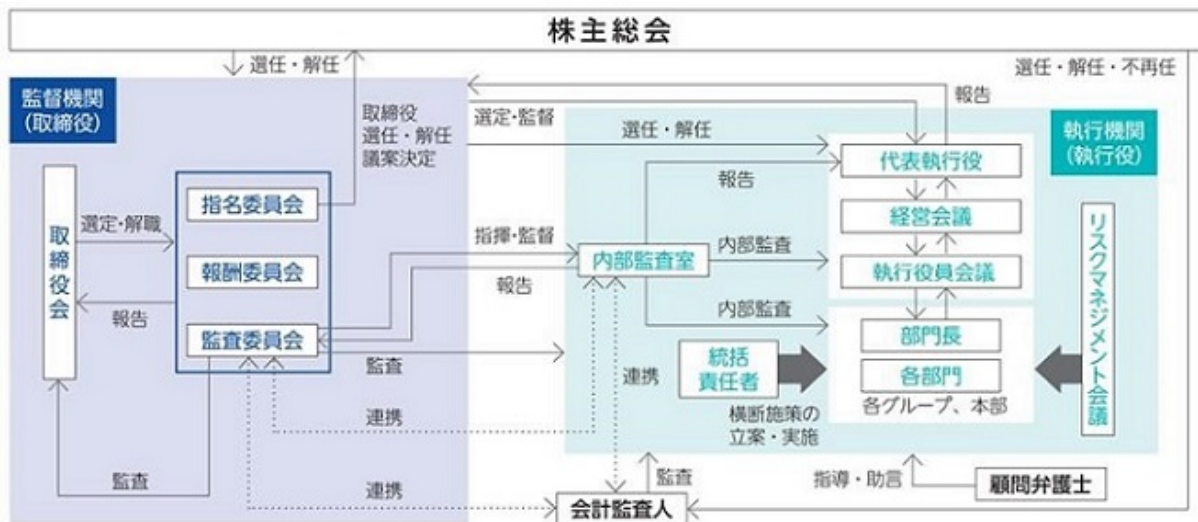 株主総会
選任・解任
選任・解任・不再任
監督機関
(取締役)
取締役
選任・解任
議案決定
選定・監督
選任・解任
報告
執行機関
(執行役)
代表執行役
報告
指名委員会
経営会議
選定・解職
取締役会
指揮・監督
内部監査室
内部監査
執行役員会議
報酬委員会
報告
報告
内部監査
監査委員会
部門長
監査
連携
統括
責任者
各部門
各グループ、本部
リスクマネジメント会議
横断施策の
立案・実施
連携
監査
連携
監査
指導・助言
顧問弁護士
会計監査人